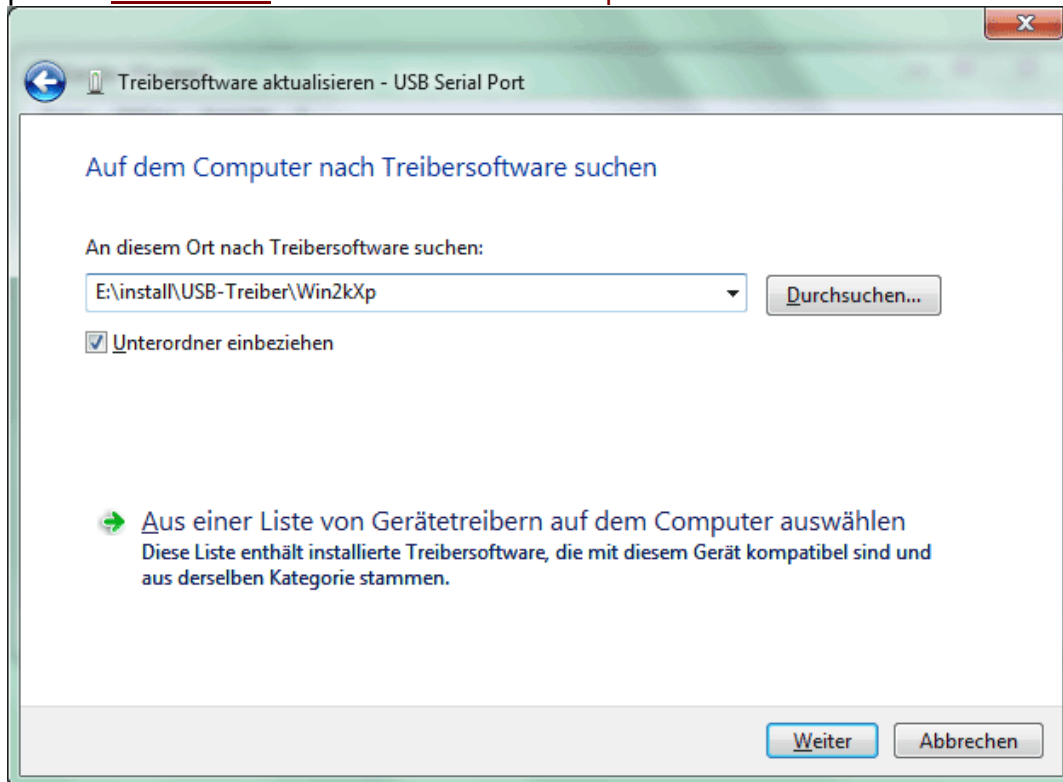 Treibersoftware aktualisieren - USB Serial Port
Auf dem Computer nach Treibersoftware suchen
An diesem Ort nach Treibersoftware suchen:
E:\install\USB-Treiber\Win2kXp
Durchsuchen...
Unterordner einbeziehen
Aus einer Liste von Gerätetreibern auf dem Computer auswählen
Diese Liste enthält installierte Treibersoftware, die mit diesem Gerät kompatibel sind und
aus derselben Kategorie stammen.
Weiter
Abbrechen